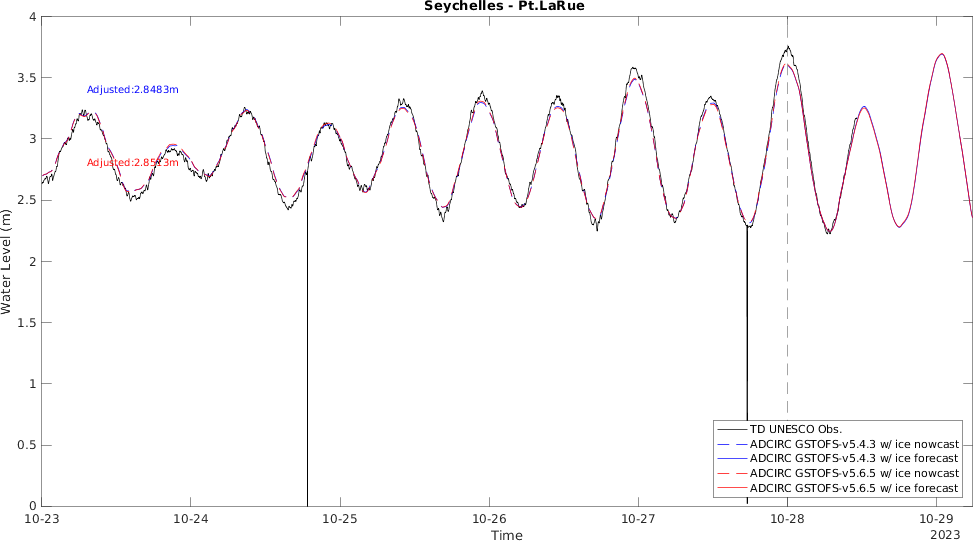 Seychelles - Pt.LaRue
4
3.5
3
2.5
2
1.5
1
0.5
0
Water Level (m)
Adjusted:2.8483m
Adjusted:2.8513m
TD UNESCO Obs.
ADCIRC GSTOFS-v5.4.3 w/ ice nowcast
ADCIRC GSTOFS-v5.4.3 w/ ice forecast
ADCIRC GSTOFS-v5.6.5 w/ ice nowcast
ADCIRC GSTOFS-v5.6.5 w/ ice forecast
10-23 10-24 10-25 10-26 10-27 10-28 10-29
Time
2023